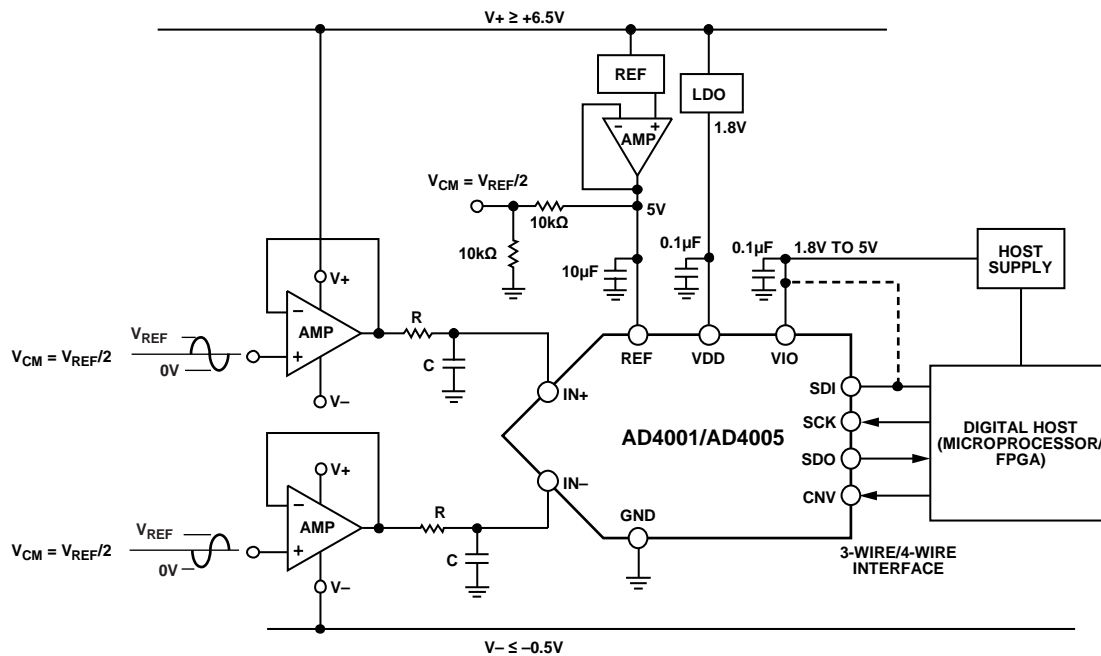 V+ ≥ +6.5V
REF
LDO
AMP
− +
1.8V
V_CM = V_REF/2
10kΩ
5V
10kΩ
10µF
0.1µF
0.1µF
1.8V TO 5V
HOST
SUPPLY
V+
−
AMP
+
V−
V_REF
0V
V_CM = V_REF/2
R
C
REF
VDD
VIO
IN+
IN−
GND
AD4001/AD4005
SDI
SCK
SDO
CNV
DIGITAL HOST
(MICROPROCESSOR/
FPGA)
3-WIRE/4-WIRE
INTERFACE
V+
−
AMP
+
V−
V_REF
0V
V_CM = V_REF/2
R
C
V− ≤ −0.5V